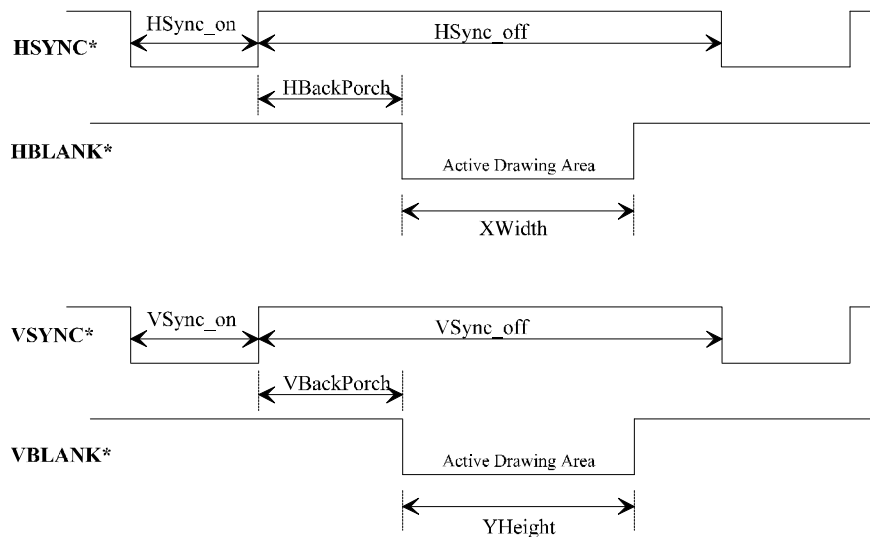 HSync_on
HSync_off
HSYNC*
HBackPorch
HBLANK*
Active Drawing Area
XWidth
VSync_on
VSync_off
VSYNC*
VBackPorch
VBLANK*
Active Drawing Area
YHeight